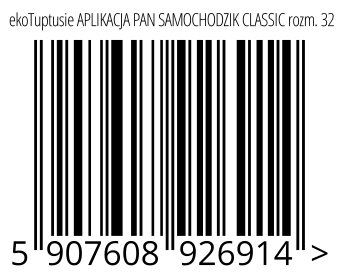 ekoTuptusie APLIKACJA PAN SAMOCHODZIK CLASSIC rozm. 32
5 907608 926914 >